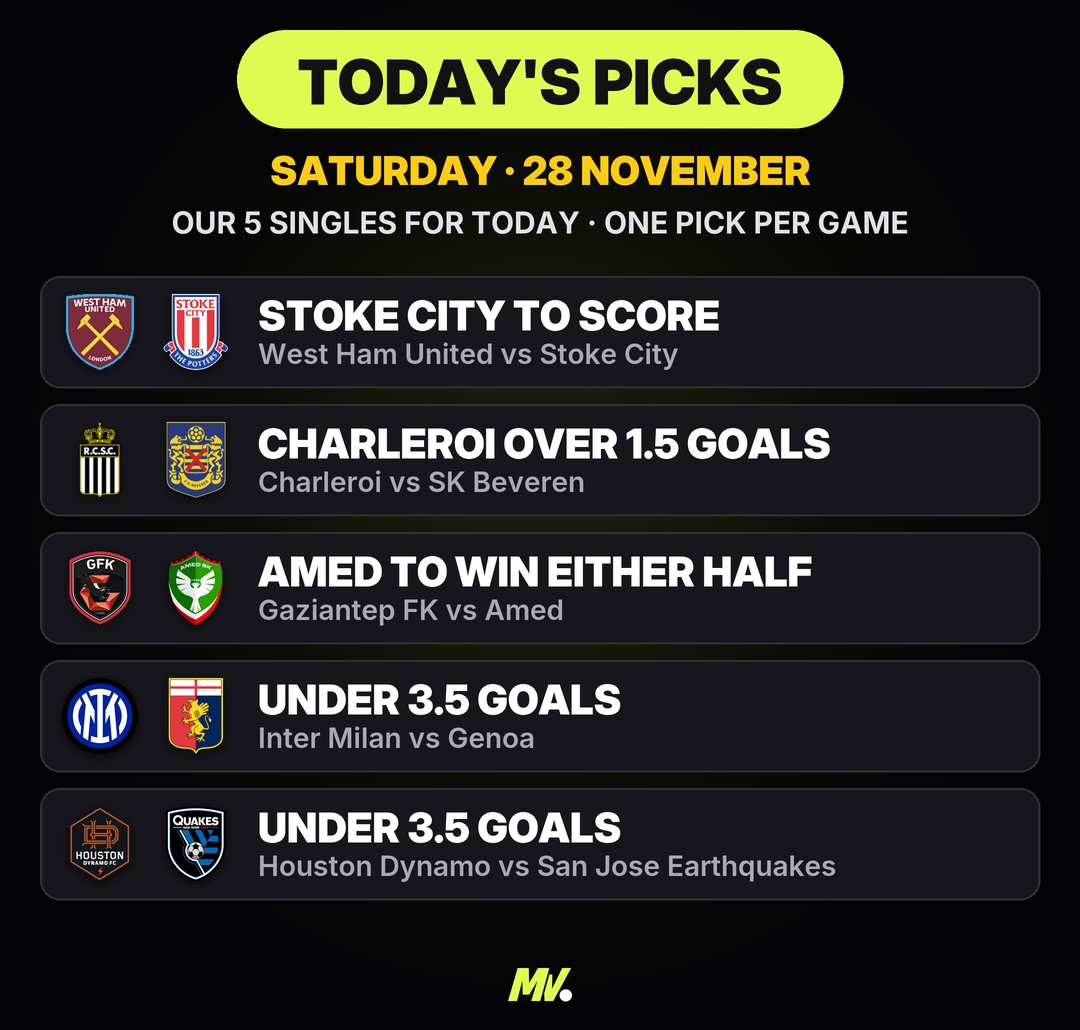 TODAY'S PICKS
SATURDAY · 28 NOVEMBER
OUR 5 SINGLES FOR TODAY · ONE PICK PER GAME
WEST HAM
UNITED
LONDON
STOKE
CITY
1863
THE POTTERS
STOKE CITY TO SCORE
West Ham United vs Stoke City
R.C.S.C.
CHARLEROI OVER 1.5 GOALS
Charleroi vs SK Beveren
GFK
AMED SK
AMED TO WIN EITHER HALF
Gaziantep FK vs Amed
UNDER 3.5 GOALS
Inter Milan vs Genoa
HOUSTON
DYNAMO FC
QUAKES
UNDER 3.5 GOALS
Houston Dynamo vs San Jose Earthquakes
MV.